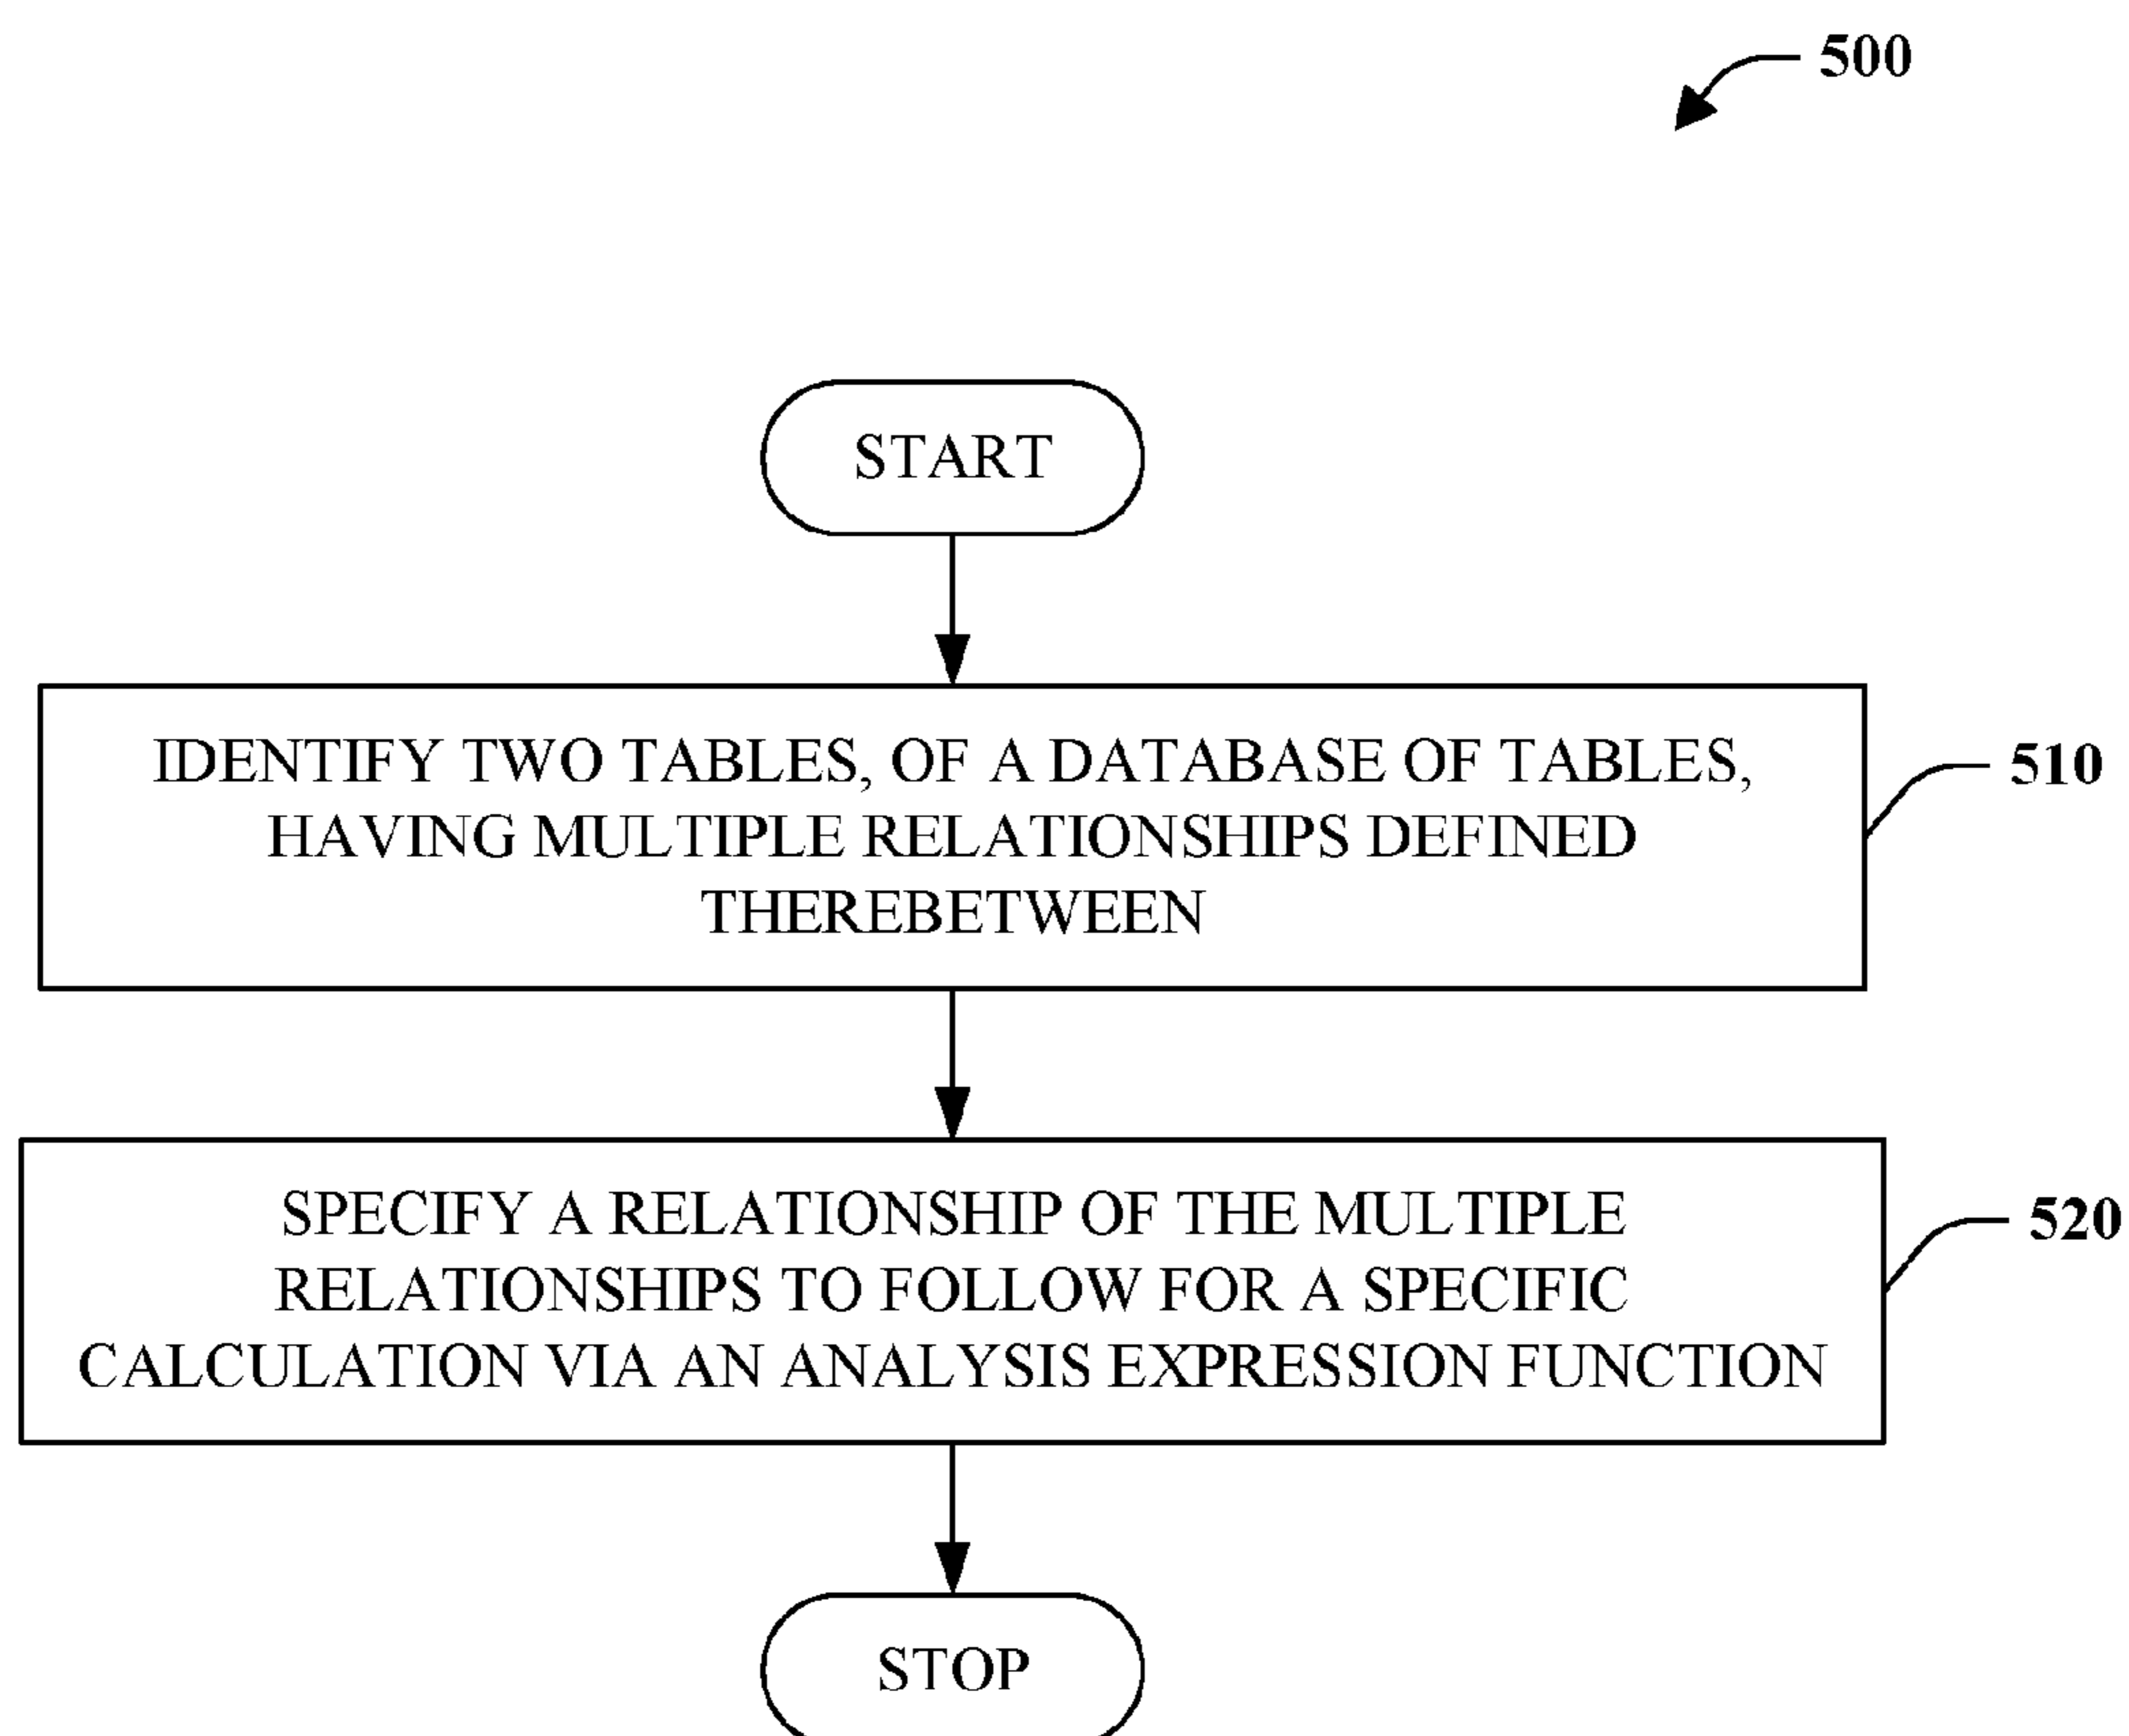 500
START
IDENTIFY TWO TABLES, OF A DATABASE OF TABLES,
HAVING MULTIPLE RELATIONSHIPS DEFINED
THEREBETWEEN
510
SPECIFY A RELATIONSHIP OF THE MULTIPLE
RELATIONSHIPS TO FOLLOW FOR A SPECIFIC
CALCULATION VIA AN ANALYSIS EXPRESSION FUNCTION
520
STOP